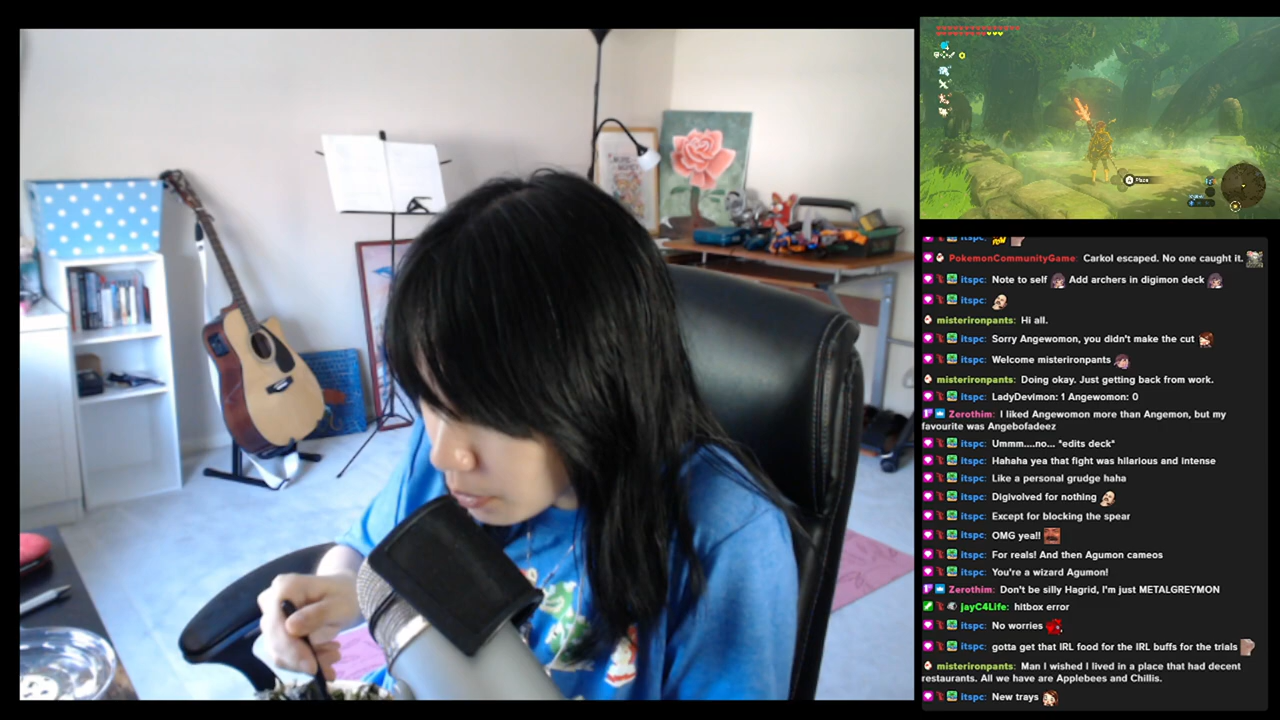 Place
itspc:
PokemonCommunityGame: Carkol escaped. No one caught it.
itspc: Note to self Add archers in digimon deck
itspc:
misterironpants: Hi all.
itspc: Sorry Angewomon, you didn't make the cut
itspc: Welcome misterironpants
misterironpants: Doing okay. Just getting back from work.
itspc: LadyDevimon: 1 Angewomon: 0
Zerothim: I liked Angewomon more than Angemon, but my
favourite was Angebofadeez
itspc: Ummm....no... *edits deck*
itspc: Hahaha yea that fight was hilarious and intense
itspc: Like a personal grudge haha
itspc: Digivolved for nothing
itspc: Except for blocking the spear
itspc: OMG yea!!
itspc: For reals! And then Agumon cameos
itspc: You're a wizard Agumon!
Zerothim: Don't be silly Hagrid, I'm just METALGREYMON
jayC4Life: hitbox error
itspc: No worries
itspc: gotta get that IRL food for the IRL buffs for the trials
misterironpants: Man I wished I lived in a place that had decent
restaurants. All we have are Applebees and Chillis.
itspc: New trays